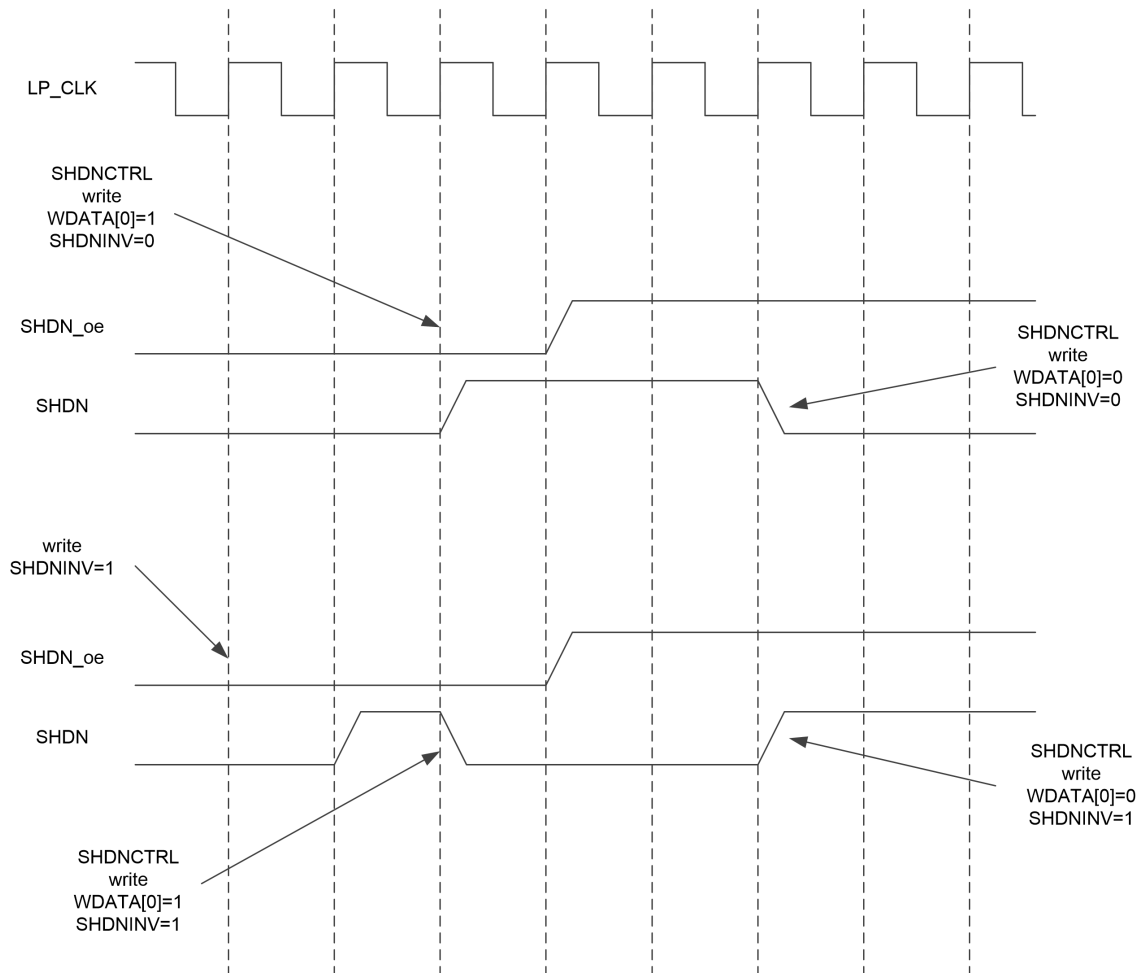 LP_CLK
SHDNCTRL
write
WDATA[0]=1
SHDNINV=0
SHDN_oe
SHDNCTRL
write
WDATA[0]=0
SHDNINV=0
SHDN
write
SHDNINV=1
SHDN_oe
SHDN
SHDNCTRL
write
WDATA[0]=0
SHDNINV=1
SHDNCTRL
write
WDATA[0]=1
SHDNINV=1